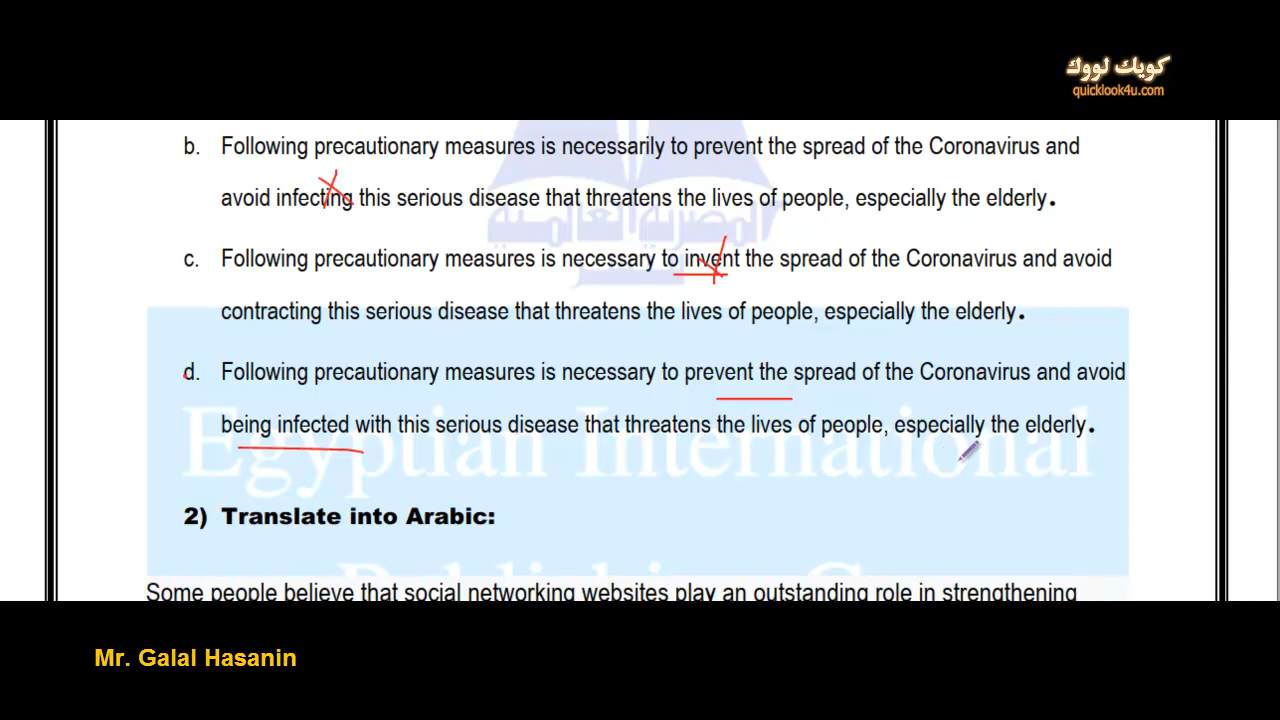 كويك لووك
quicklook4u.com
b. Following precautionary measures is necessarily to prevent the spread of the Coronavirus and
avoid infecting this serious disease that threatens the lives of people, especially the elderly.
c. Following precautionary measures is necessary to invent the spread of the Coronavirus and avoid
contracting this serious disease that threatens the lives of people, especially the elderly.
d. Following precautionary measures is necessary to prevent the spread of the Coronavirus and avoid
being infected with this serious disease that threatens the lives of people, especially the elderly.
المصرية العالمية
Egyptian International
2) Translate into Arabic:
Some people believe that social networking websites play an outstanding role in strengthening
Mr. Galal Hasanin